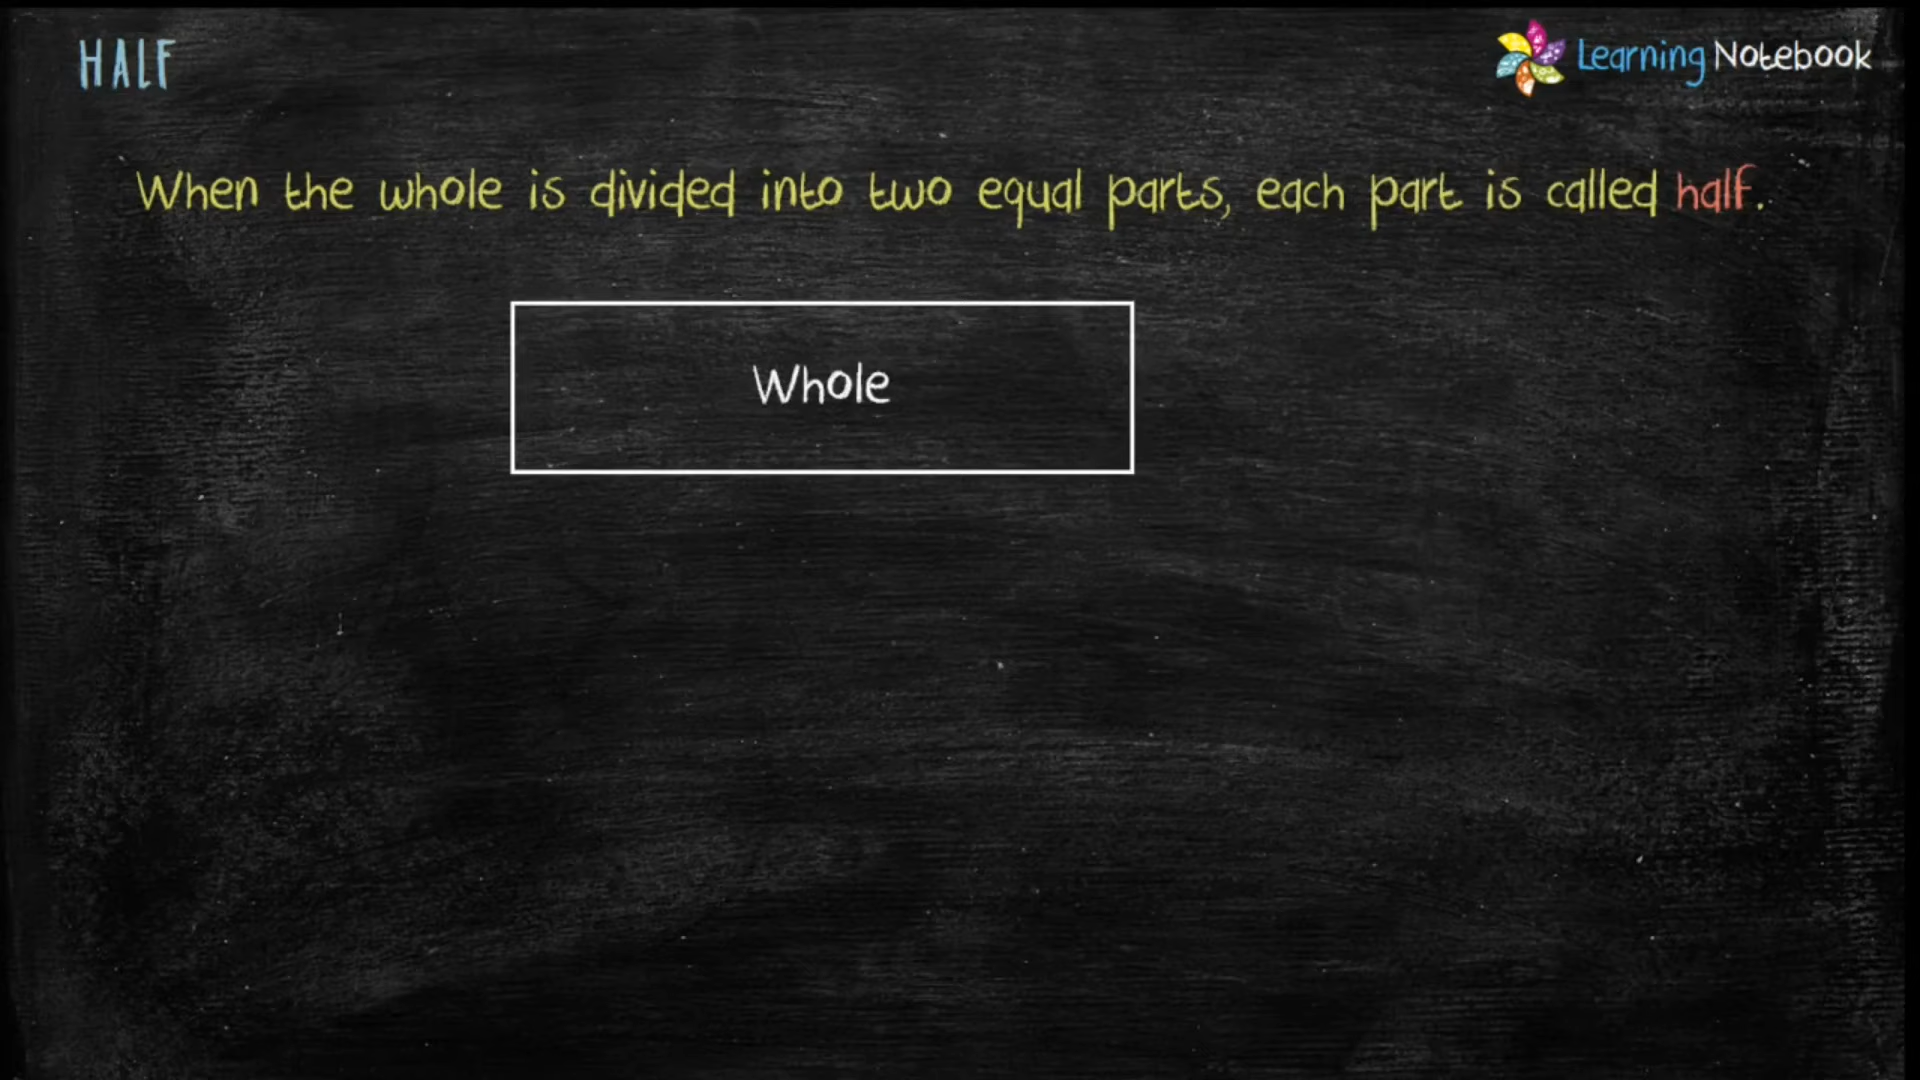 HALF
Learning Notebook
When the whole is divided into two equal parts, each part is called half.
Whole